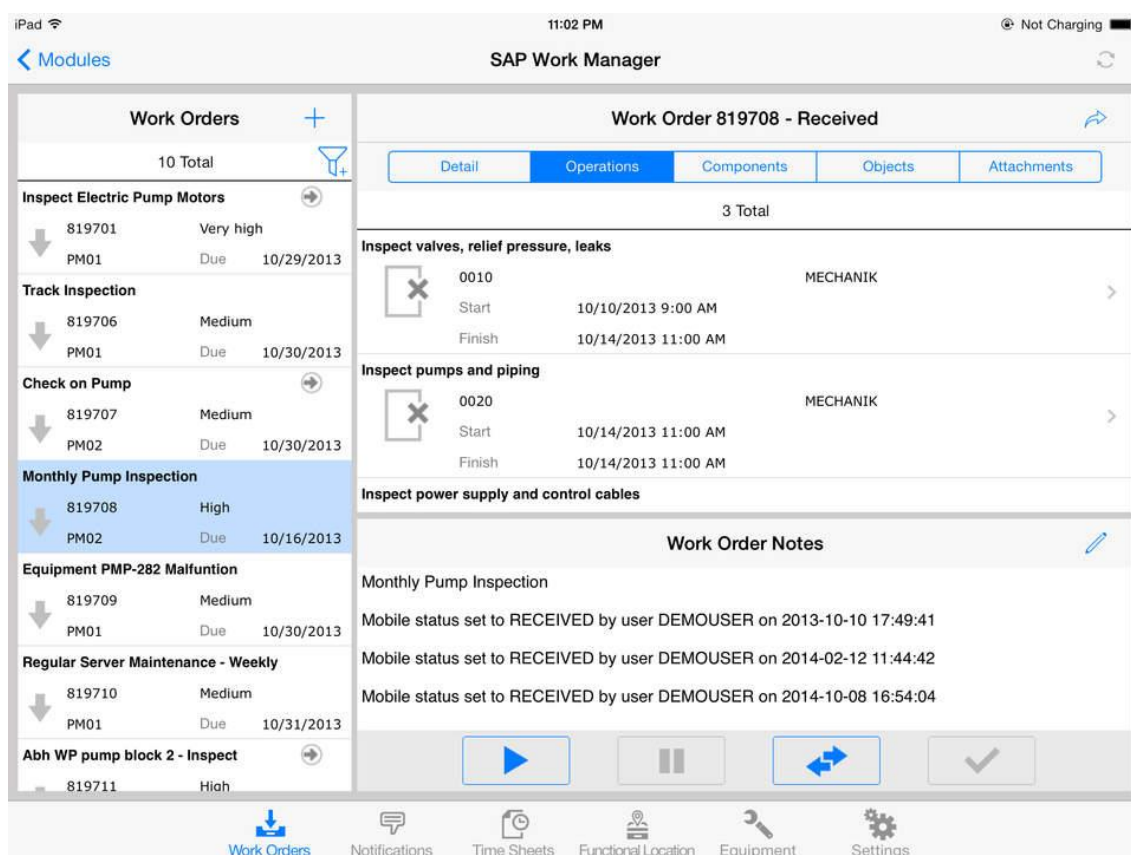 iPad 11:02 PM Not Charging
Modules SAP Work Manager
Work Orders
10 Total
Inspect Electric Pump Motors
819701 Very high
PM01 Due 10/29/2013
Track Inspection
819706 Medium
PM01 Due 10/30/2013
Check on Pump
819707 Medium
PM02 Due 10/30/2013
Monthly Pump Inspection
819708 High
PM02 Due 10/16/2013
Equipment PMP-282 Malfuntion
819709 Medium
PM01 Due 10/30/2013
Regular Server Maintenance - Weekly
819710 Medium
PM01 Due 10/31/2013
Abh WP pump block 2 - Inspect
819711 High
Work Order 819708 - Received
Detail Operations Components Objects Attachments
3 Total
Inspect valves, relief pressure, leaks
0010 MECHANIK
Start 10/10/2013 9:00 AM
Finish 10/14/2013 11:00 AM
Inspect pumps and piping
0020 MECHANIK
Start 10/14/2013 11:00 AM
Finish 10/14/2013 11:00 AM
Inspect power supply and control cables
Work Order Notes
Monthly Pump Inspection
Mobile status set to RECEIVED by user DEMOUSER on 2013-10-10 17:49:41
Mobile status set to RECEIVED by user DEMOUSER on 2014-02-12 11:44:42
Mobile status set to RECEIVED by user DEMOUSER on 2014-10-08 16:54:04
Work Orders Notifications Time Sheets Functional Location Equipment Settings